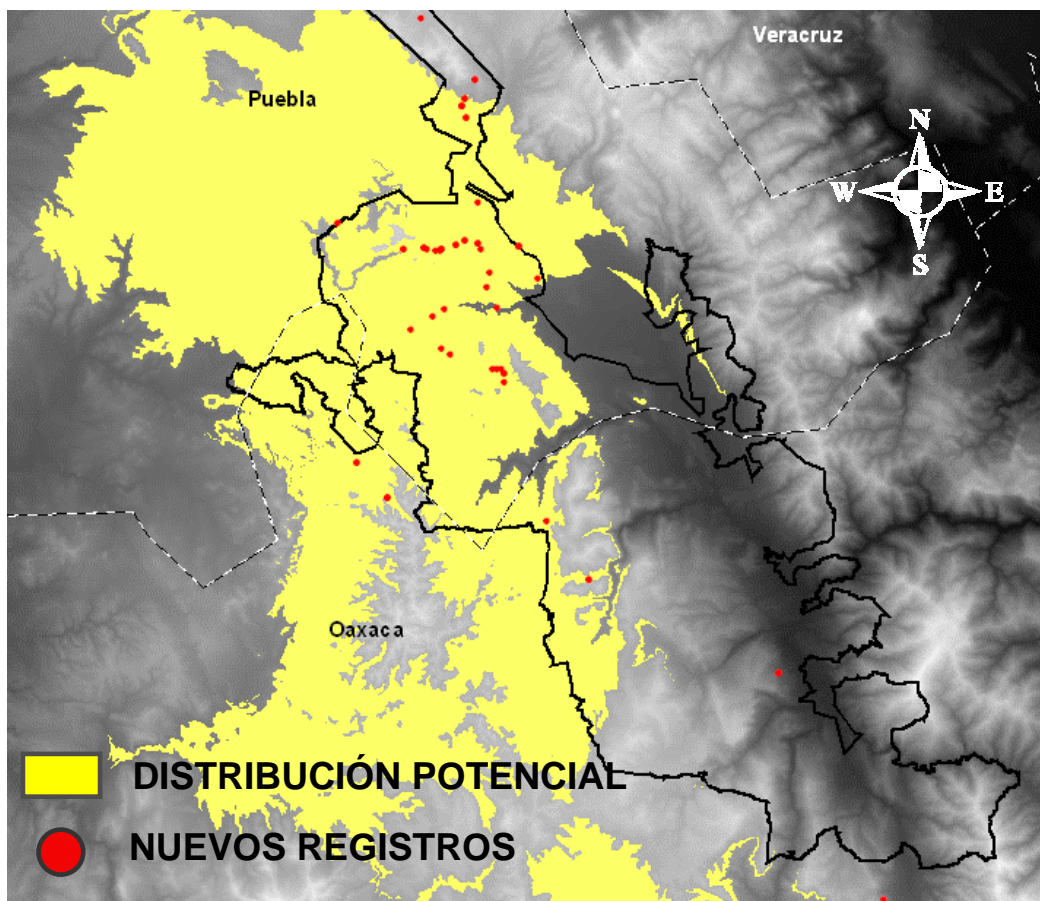 Veracruz
Puebla
N
W E
S
Oaxaca
DISTRIBUCIÓN POTENCIAL
NUEVOS REGISTROS